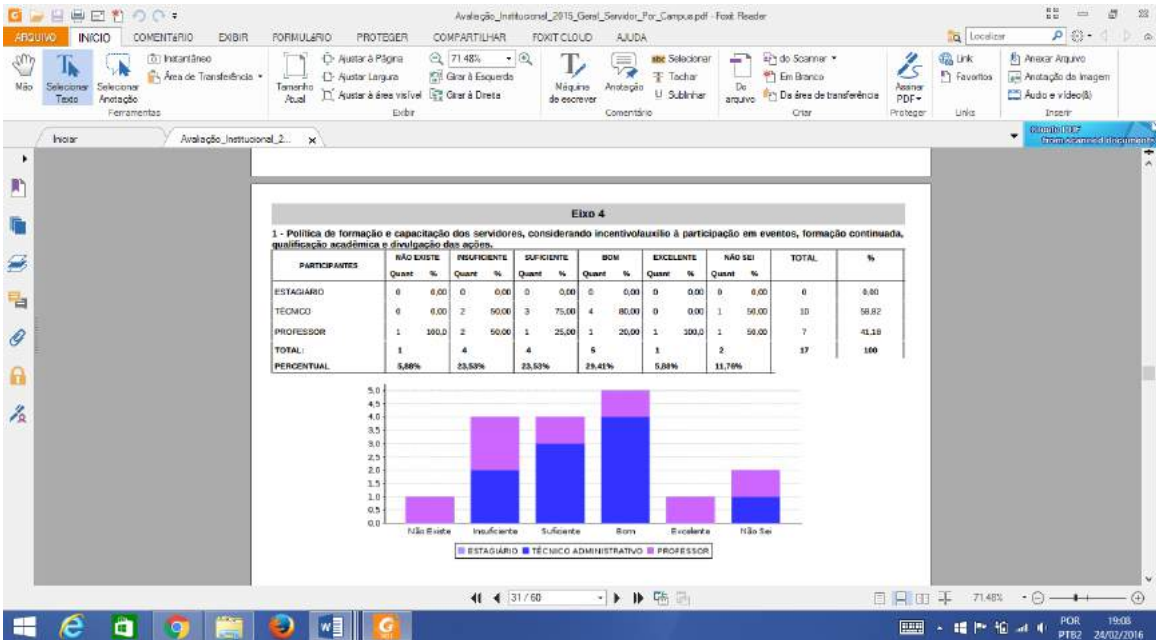 Avaliação_Institucional_2015_Geral_Servidor_Por_Campus.pdf - Foxit Reader
ARQUIVO INÍCIO COMENTÁRIO EXIBIR FORMULÁRIO PROTEGER COMPARTILHAR FOXIT CLOUD AJUDA Localizar
Mão
Selecionar Texto
Selecionar Anotação
Instantâneo
Área de Transferência
Ferramentas
Tamanho Atual
Ajustar à Página
Ajustar Largura
Ajustar à área visível
71.48%
Girar à Esquerda
Girar à Direita
Exibir
Máquina de escrever
Anotação
abc Selecionar
Tachar
Sublinhar
Comentário
De arquivo
do Scanner
Em Branco
Da área de transferência
Criar
Assinar PDF
Proteger
Link
Favoritos
Links
Anexar Arquivo
Anotação da Imagem
Áudio e vídeo(&)
Inserir
Iniciar Avaliação_Institucional_2... x
from scanned documents
Eixo 4
1 - Política de formação e capacitação dos servidores, considerando incentivo/auxílio à participação em eventos, formação continuada,
qualificação acadêmica e divulgação das ações.
PARTICIPANTES NÃO EXISTE INSUFICIENTE SUFICIENTE BOM EXCELENTE NÃO SEI TOTAL %
Quant % Quant % Quant % Quant % Quant % Quant %
ESTAGIÁRIO 0 0,00 0 0,00 0 0,00 0 0,00 0 0,00 0 0,00 0 0,00
TÉCNICO 0 0,00 2 50,00 3 75,00 4 80,00 0 0,00 1 50,00 10 58,82
PROFESSOR 1 100,0 2 50,00 1 25,00 1 20,00 1 100,0 1 50,00 7 41,18
TOTAL: 1 4 4 5 1 2 17 100
PERCENTUAL 5,88% 23,53% 23,53% 29,41% 5,88% 11,76%
5,0
4,5
4,0
3,5
3,0
2,5
2,0
1,5
1,0
0,5
0,0
Não Existe Insuficiente Suficiente Bom Excelente Não Sei
ESTAGIÁRIO TÉCNICO ADMINISTRATIVO PROFESSOR
31 / 60
71.48%
POR 19:08
PTB2 24/02/2016